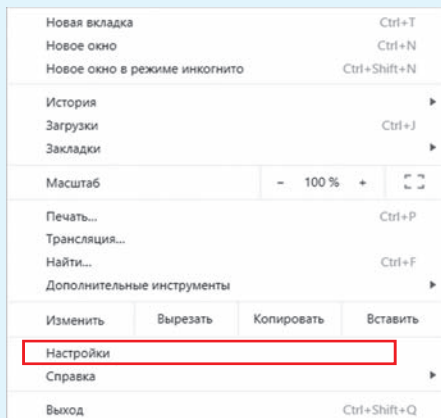 Новая вкладка Ctrl+T
Новое окно Ctrl+N
Новое окно в режиме инкогнито Ctrl+Shift+N
История
Загрузки Ctrl+J
Закладки
Масштаб - 100 % +
Печать... Ctrl+P
Трансляция...
Найти... Ctrl+F
Дополнительные инструменты
Изменить Вырезать Копировать Вставить
Настройки
Справка
Выход Ctrl+Shift+Q